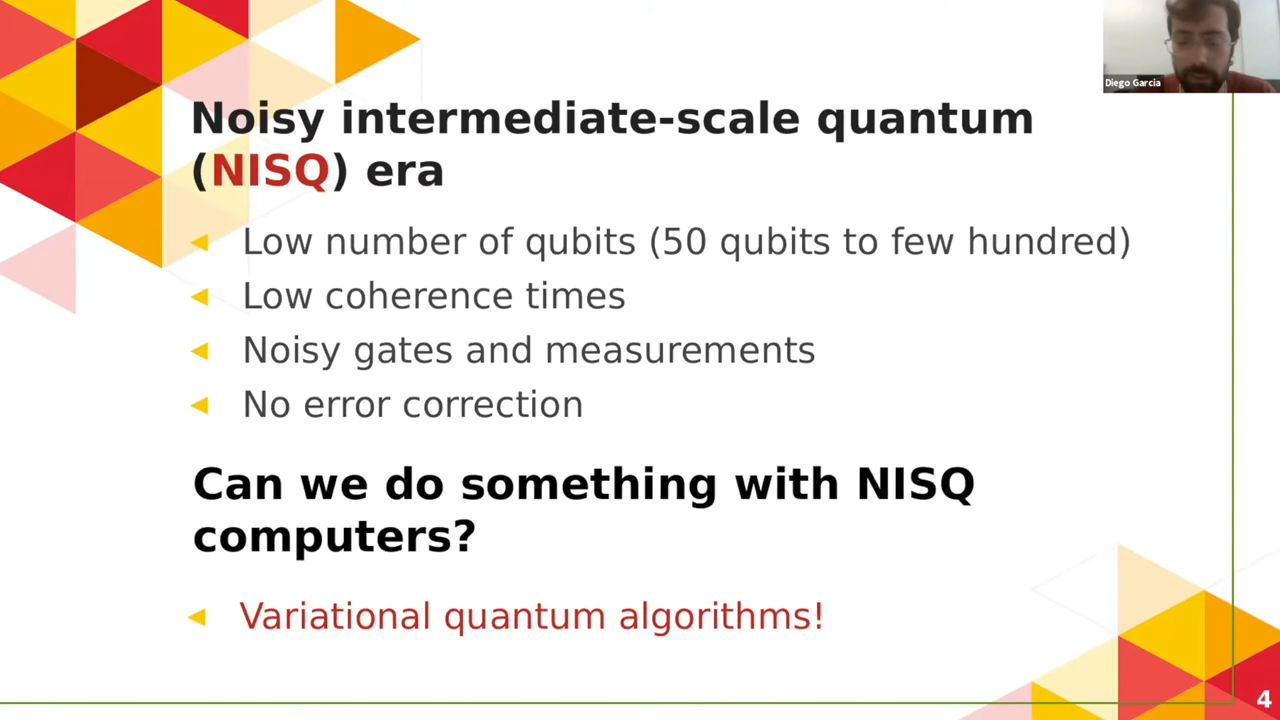 Diego Garcia
Noisy intermediate-scale quantum
(NISQ) era
Low number of qubits (50 qubits to few hundred)
Low coherence times
Noisy gates and measurements
No error correction
Can we do something with NISQ
computers?
Variational quantum algorithms!
4